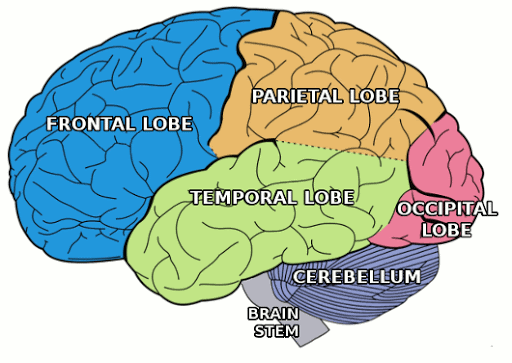 PARIETAL LOBE
FRONTAL LOBE
TEMPORAL LOBE
OCCIPITAL
LOBE
CEREBELLUM
BRAIN
STEM